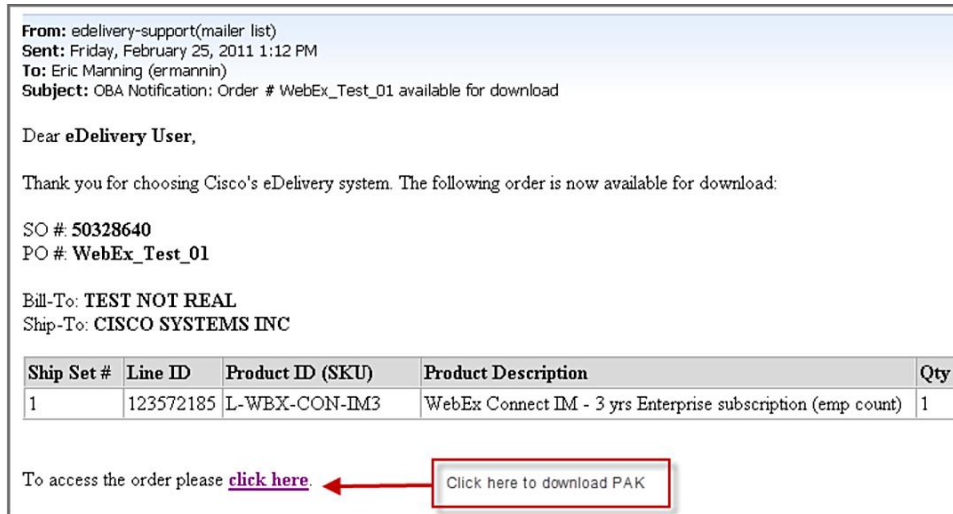 From: edelivery-support(mailer list)
Sent: Friday, February 25, 2011 1:12 PM
To: Eric Manning (ermannin)
Subject: OBA Notification: Order # WebEx_Test_01 available for download
Dear eDelivery User,
Thank you for choosing Cisco's eDelivery system. The following order is now available for download:
SO #: 50328640
PO #: WebEx_Test_01
Bill-To: TEST NOT REAL
Ship-To: CISCO SYSTEMS INC
Ship Set # Line ID Product ID (SKU) Product Description Qty
1 123572185 L-WBX-CON-IM3 WebEx Connect IM - 3 yrs Enterprise subscription (emp count) 1
To access the order please click here. Click here to download PAK